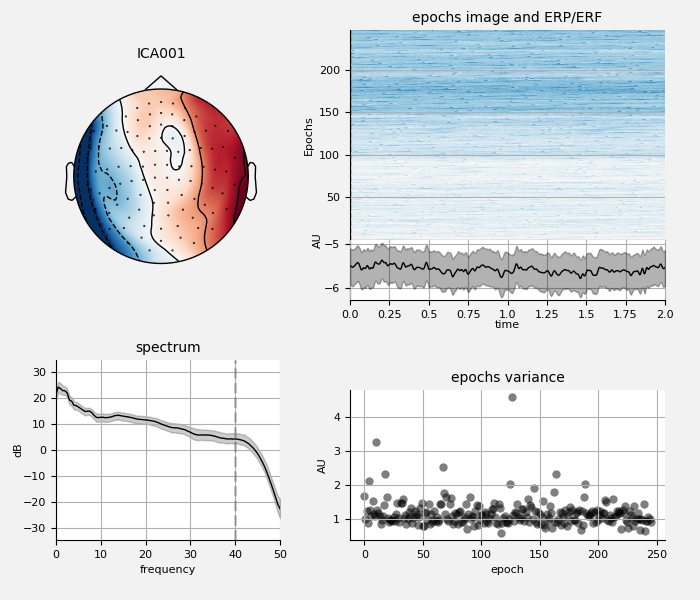 ICA001
epochs image and ERP/ERF
Epochs
200
150
100
50
AU
−5
−6
0.0 0.25 0.5 0.75 1.0 1.25 1.5 1.75 2.0
time
spectrum
dB
30
20
10
0
−10
−20
−30
0 10 20 30 40 50
frequency
epochs variance
AU
4
3
2
1
0 50 100 150 200 250
epoch